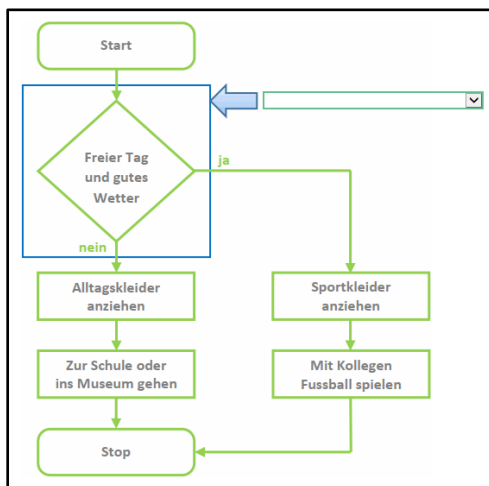 Start
Freier Tag
und gutes
Wetter
ja
nein
Alltagskleider
anziehen
Sportkleider
anziehen
Zur Schule oder
ins Museum gehen
Mit Kollegen
Fussball spielen
Stop